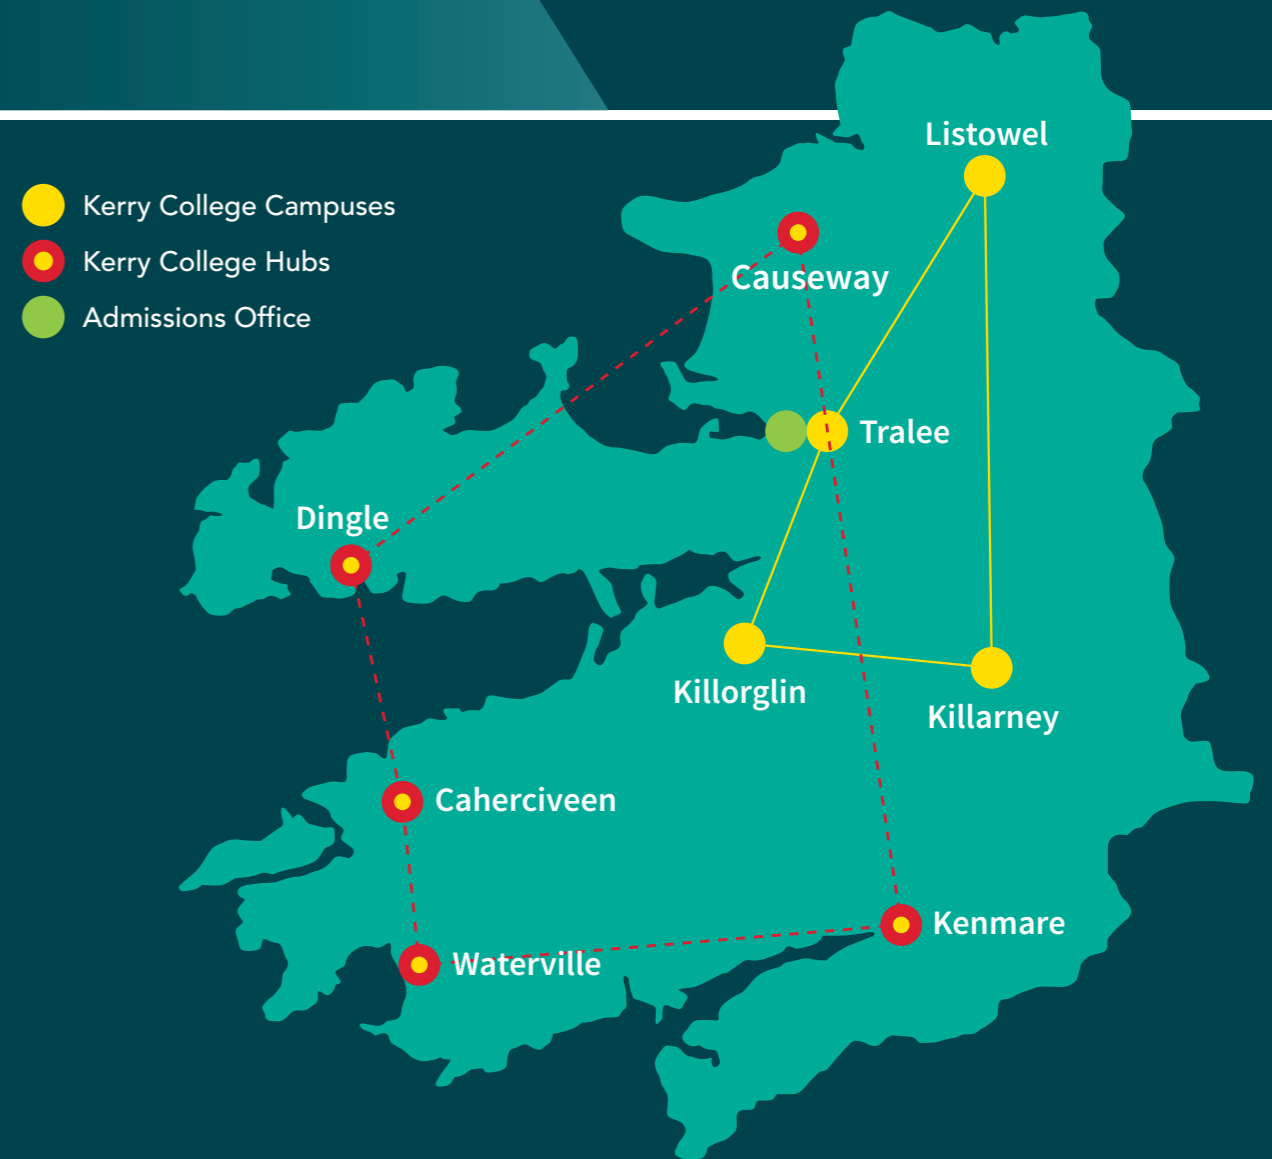 Kerry College Campuses
Kerry College Hubs
Admissions Office
Listowel
Causeway
Tralee
Dingle
Killorglin
Killarney
Caherciveen
Kenmare
Waterville